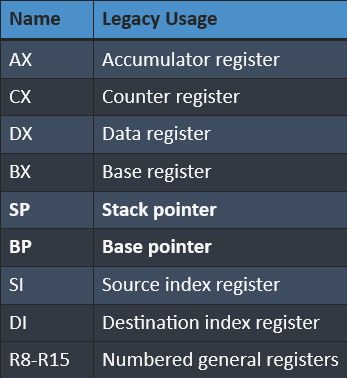 Name Legacy Usage
AX Accumulator register
CX Counter register
DX Data register
BX Base register
SP Stack pointer
BP Base pointer
SI Source index register
DI Destination index register
R8-R15 Numbered general registers